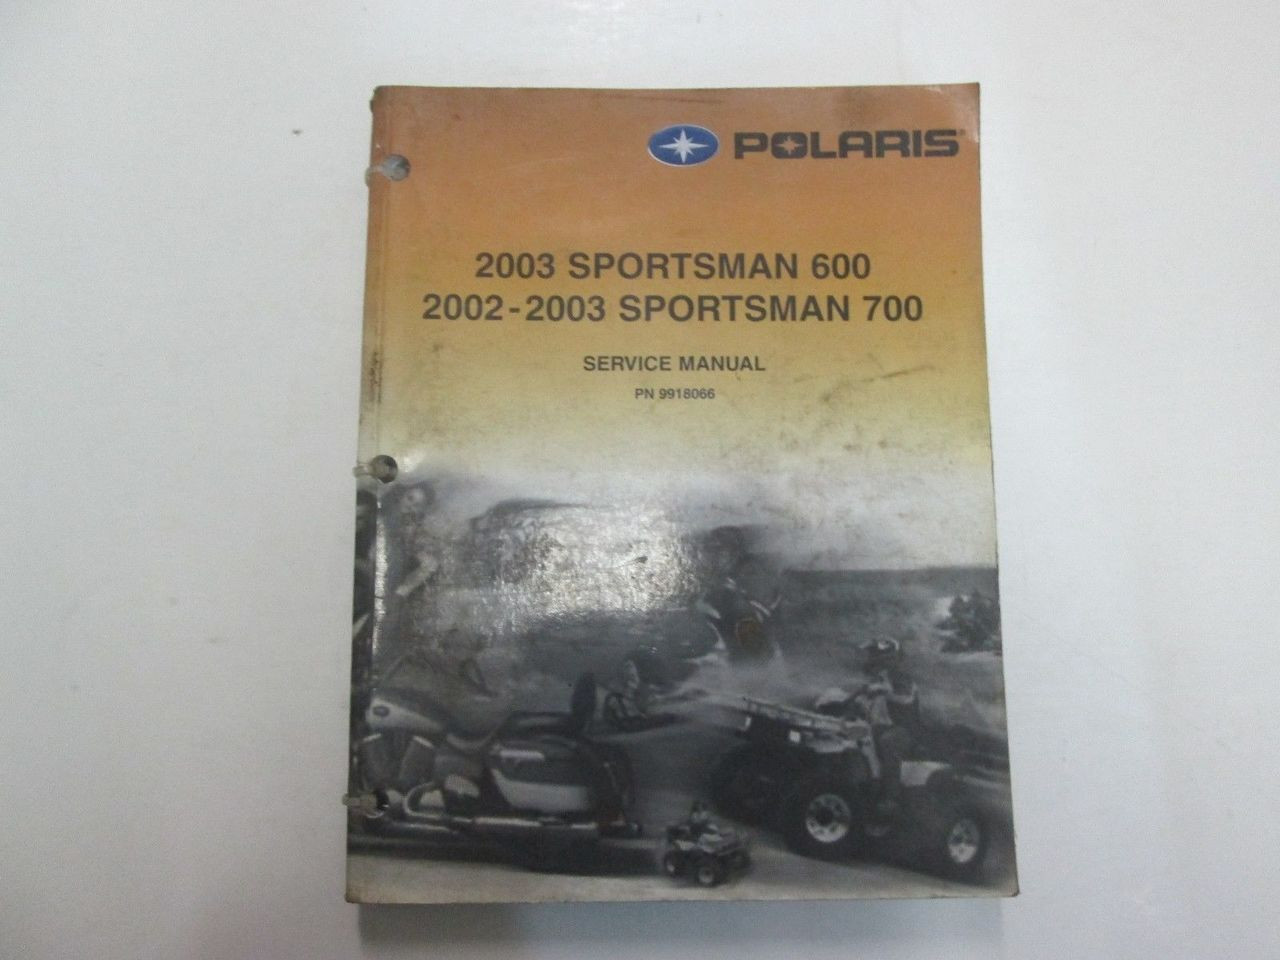 POLARIS®
2003 SPORTSMAN 600
2002-2003 SPORTSMAN 700
SERVICE MANUAL
PN 9918066